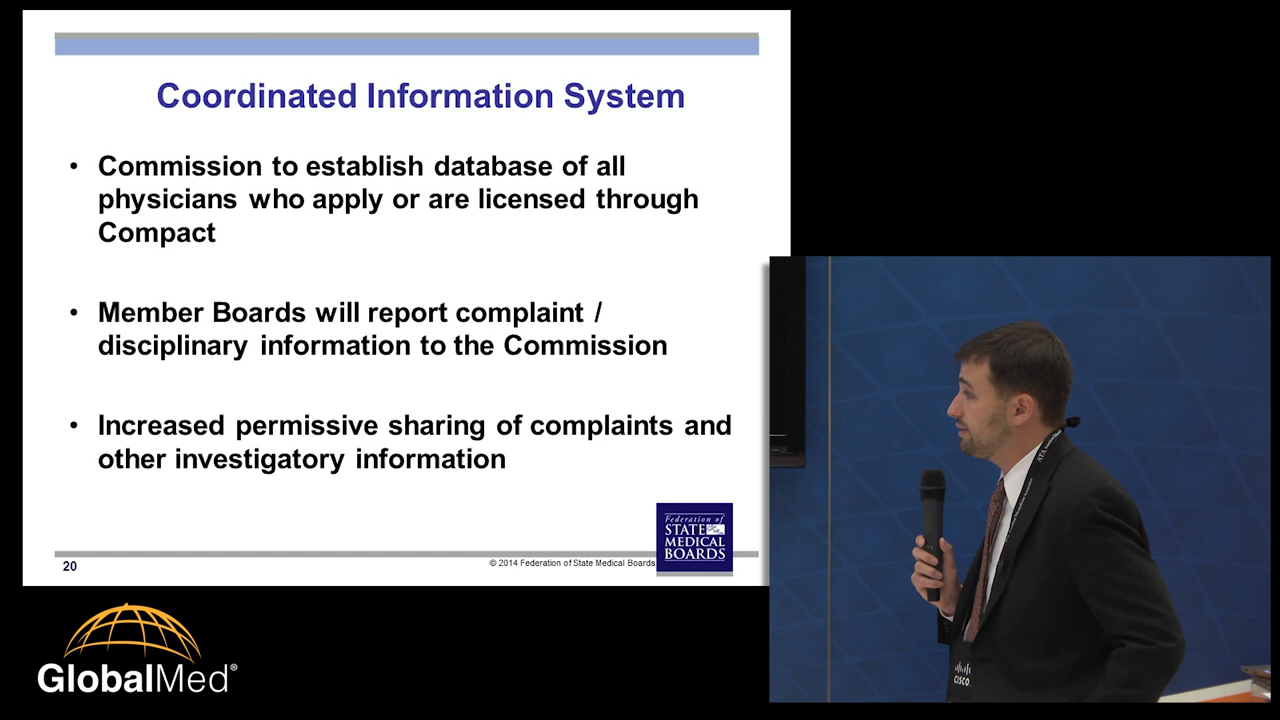 Coordinated Information System
• Commission to establish database of all
physicians who apply or are licensed through
Compact
• Member Boards will report complaint /
disciplinary information to the Commission
• Increased permissive sharing of complaints and
other investigatory information
Federation of
STATE
MEDICAL
BOARDS
20
© 2014 Federation of State Medical Boards
GlobalMed®
ATA
CISCO